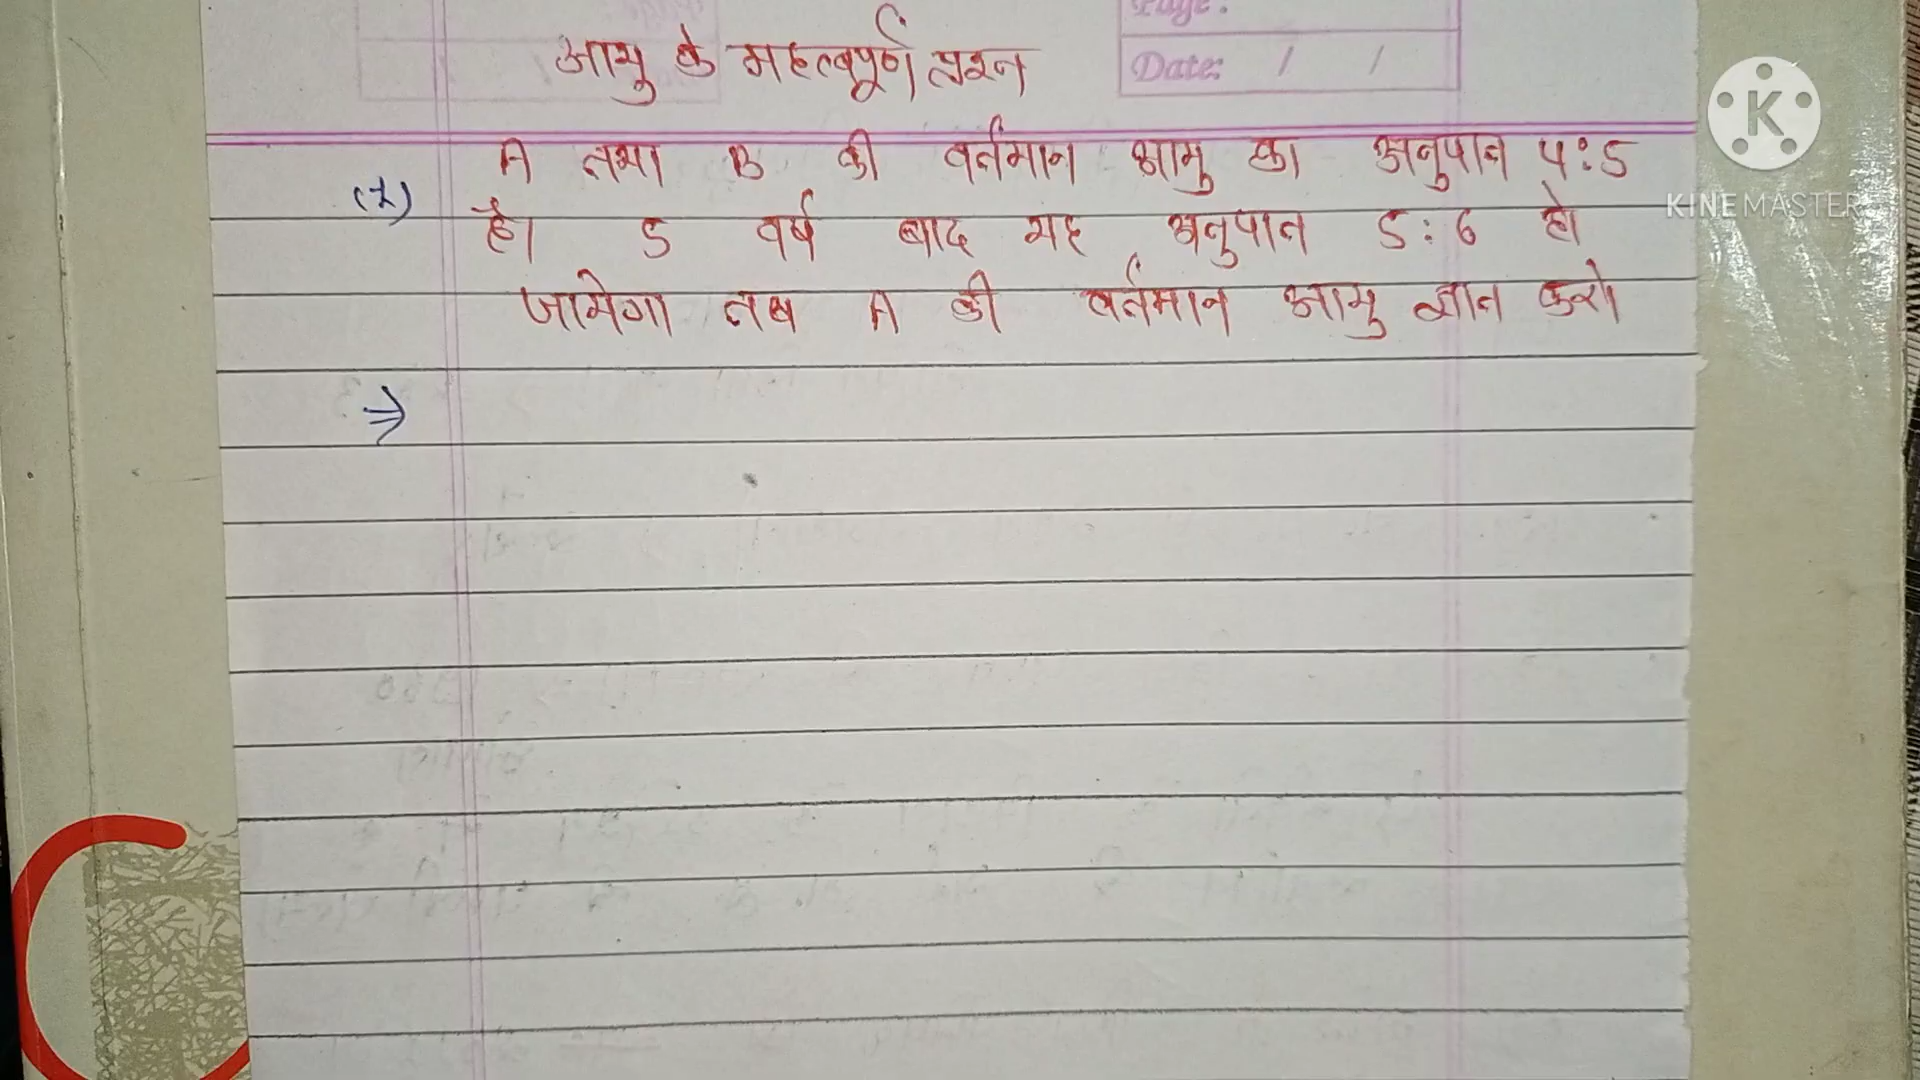 Page:
Date: / /
आयु के महत्वपूर्ण प्रश्न
(1) A तथा B की वर्तमान आयु का अनुपात 4:5
है। 5 वर्ष बाद यह अनुपात 5:6 हो
जायेगा तब A की वर्तमान आयु ज्ञात करो
⇒
K
KINEMASTER